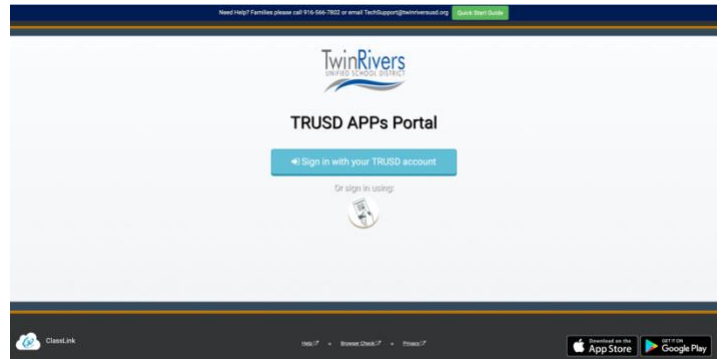 Need Help? Families please call 916-566-7802 or email TechSupport@twinriversusd.org Quick Start Guide
TwinRivers
UNIFIED SCHOOL DISTRICT
TRUSD APPs Portal
Sign in with your TRUSD account
Or sign in using:
ClassLink
Help
Browser Check
Privacy
Download on the
App Store
GET IT ON
Google Play